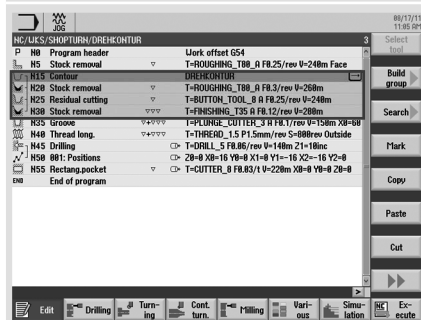 JOG
08/17/11
11:05 AM
NC/WKS/SHOPTURN/DREHKONTUR 3
Select tool
P N0 Program header Work offset G54
N5 Stock removal ▽ T=ROUGHING_T80_A F0.25/rev V=240m Face
N15 Contour DREHKONTUR
N20 Stock removal ▽ T=ROUGHING_T80_A F0.3/rev V=260m
N25 Residual cutting ▽ T=BUTTON_TOOL_8 A F0.25/rev V=240m
N30 Stock removal ▽▽▽ T=FINISHING_T35 A F0.12/rev V=280m
N35 Groove ▽+▽▽▽ T=PLUNGE_CUTTER_3 A F0.1/rev V=150m X0=60
N40 Thread long. ▽+▽▽▽ T=THREAD_1.5 P1.5mm/rev S=800rev Outside
N45 Drilling T=DRILL_5 F0.06/rev V=140m Z1=10inc
N50 001: Positions Z0=0 X0=16 Y0=0 X1=0 Y1=-16 X2=-16 Y2=0
N55 Rectang.pocket ▽ T=CUTTER_8 F0.03/t V=220m X0=0 Y0=0 Z0=0
END End of program
Build group
Search
Mark
Copy
Paste
Cut
Edit
Drilling
Turn-ing
Cont. turn.
Milling
Vari-ous
Simu-lation
NC Ex-ecute